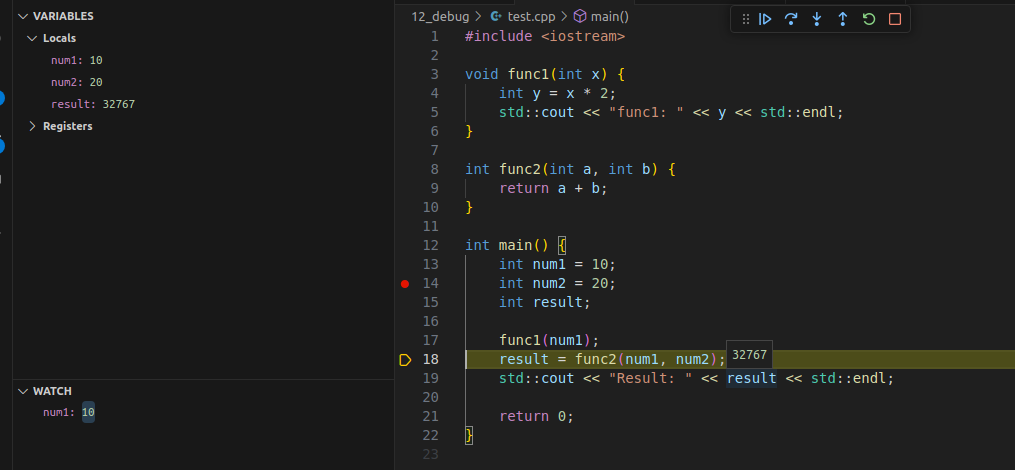 VARIABLES
Locals
num1: 10
num2: 20
result: 32767
Registers
WATCH
num1: 10
12_debug > test.cpp > main()
1 #include <iostream>
2
3 void func1(int x) {
4     int y = x * 2;
5     std::cout << "func1: " << y << std::endl;
6 }
7
8 int func2(int a, int b) {
9     return a + b;
10 }
11
12 int main() {
13     int num1 = 10;
14     int num2 = 20;
15     int result;
16
17     func1(num1);
18     result = func2(num1, num2); 32767
19     std::cout << "Result: " << result << std::endl;
20
21     return 0;
22 }
23